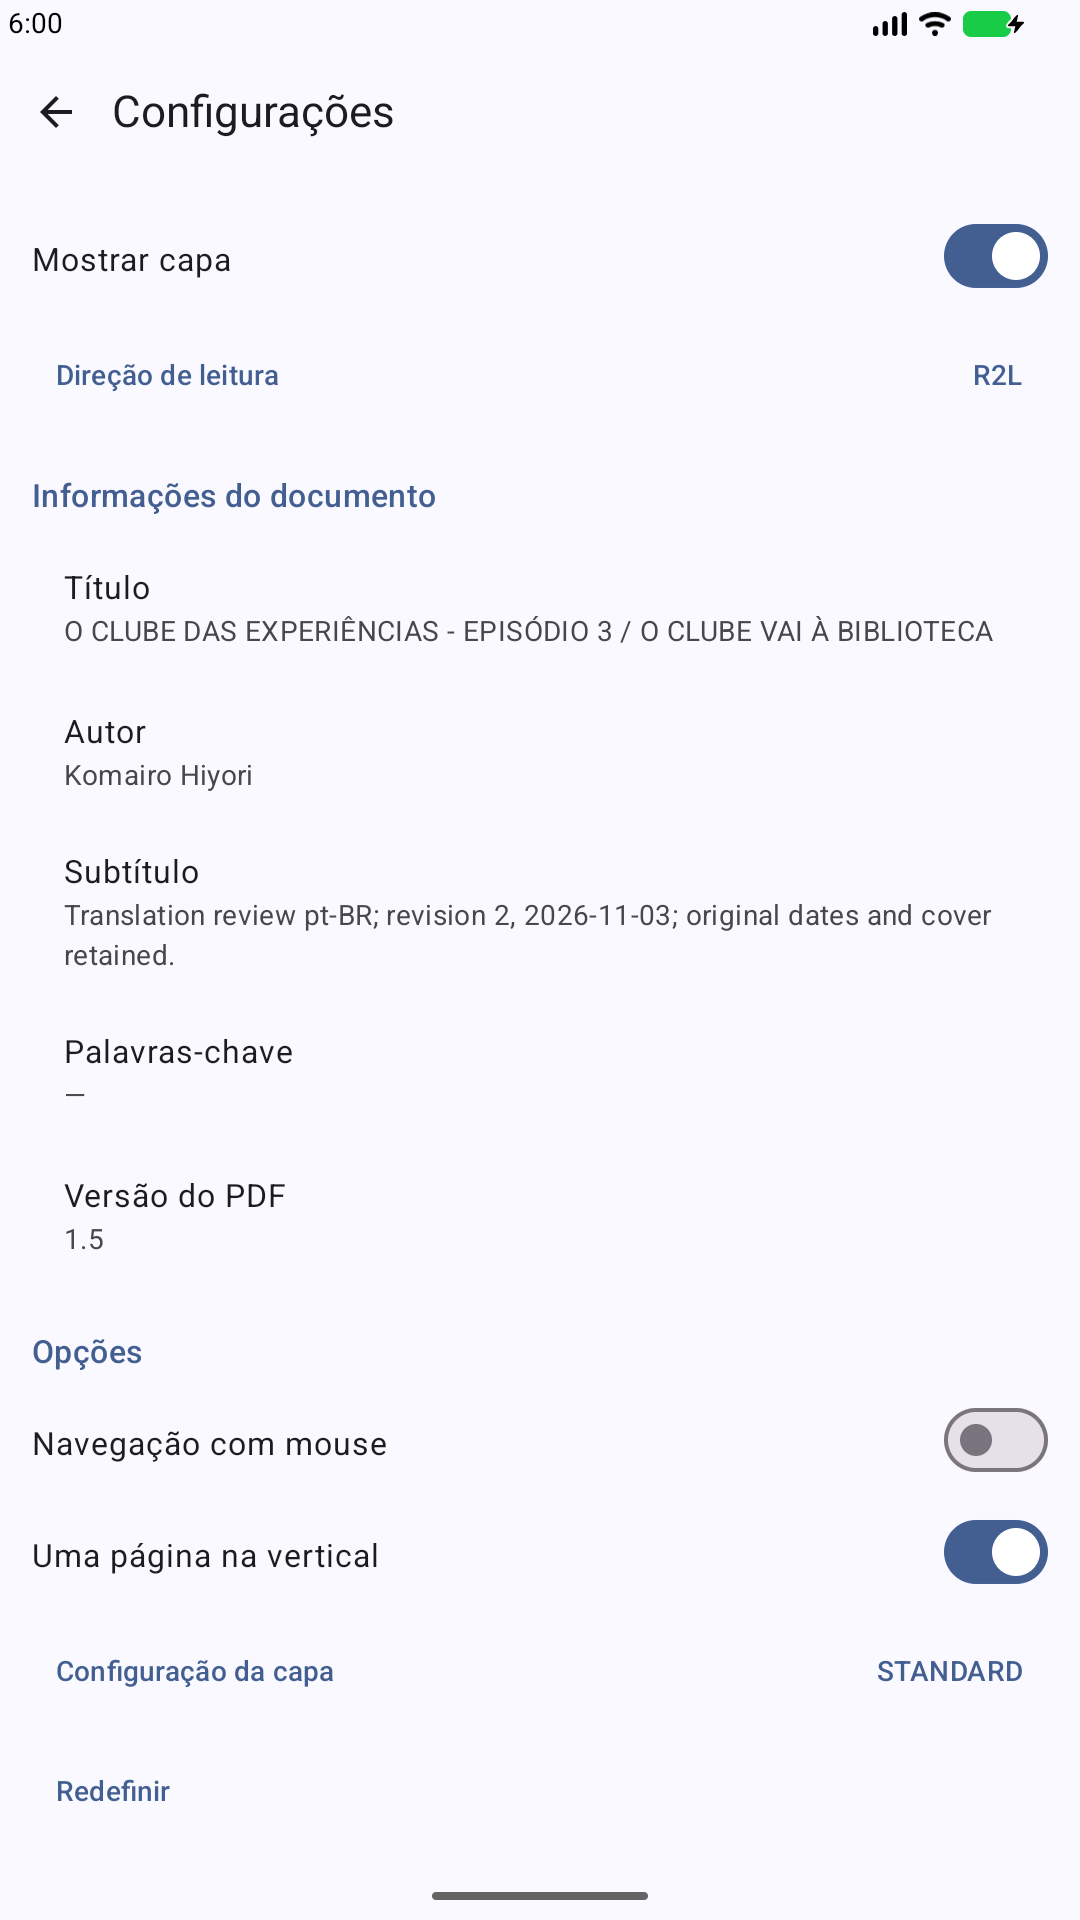 6:00
Configurações
Mostrar capa
Direção de leitura R2L
Informações do documento
Título
O CLUBE DAS EXPERIÊNCIAS - EPISÓDIO 3 / O CLUBE VAI À BIBLIOTECA
Autor
Komairo Hiyori
Subtítulo
Translation review pt-BR; revision 2, 2026-11-03; original dates and cover
retained.
Palavras-chave
—
Versão do PDF
1.5
Opções
Navegação com mouse
Uma página na vertical
Configuração da capa STANDARD
Redefinir